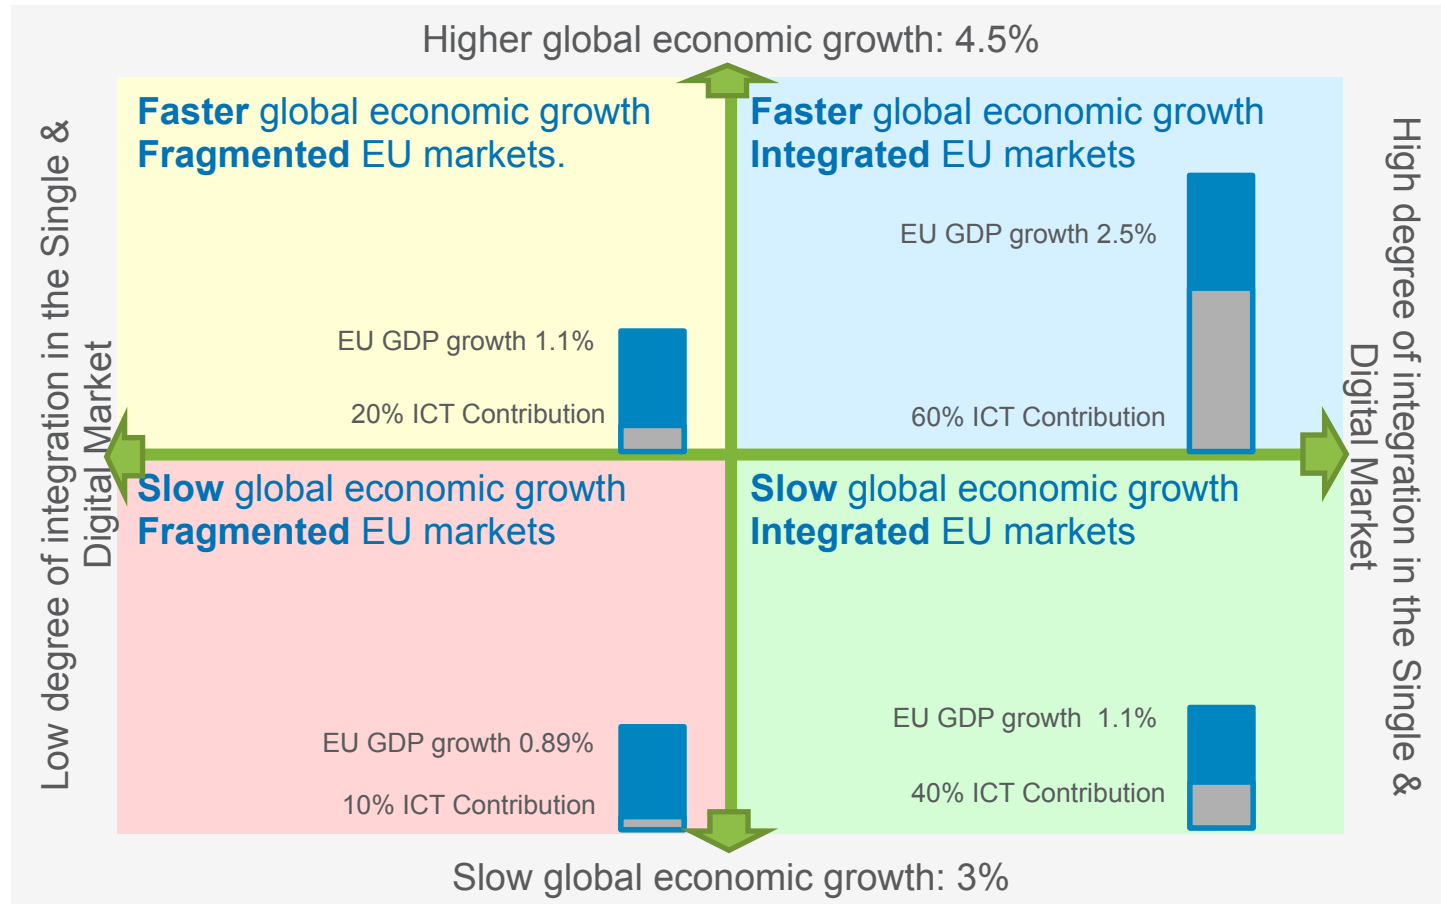 Higher global economic growth: 4.5%
Low degree of integration in the Single &
Digital Market
Faster global economic growth
Fragmented EU markets.
EU GDP growth 1.1%
20% ICT Contribution
Faster global economic growth
Integrated EU markets
EU GDP growth 2.5%
60% ICT Contribution
High degree of integration in the Single &
Digital Market
Slow global economic growth
Fragmented EU markets
EU GDP growth 0.89%
10% ICT Contribution
Slow global economic growth
Integrated EU markets
EU GDP growth  1.1%
40% ICT Contribution
Slow global economic growth: 3%